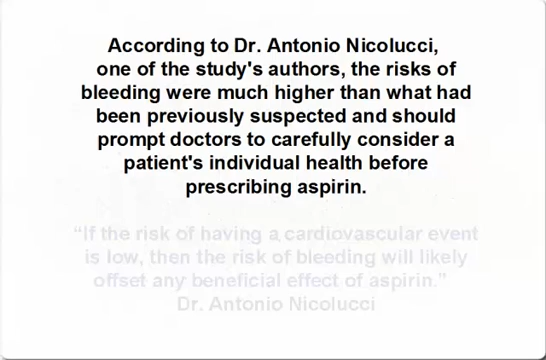 According to Dr. Antonio Nicolucci,
one of the study's authors, the risks of
bleeding were much higher than what had
been previously suspected and should
prompt doctors to carefully consider a
patient's individual health before
prescribing aspirin.
“If the risk of having a cardiovascular event
is low, then the risk of bleeding will likely
offset any beneficial effect of aspirin.”
Dr. Antonio Nicolucci